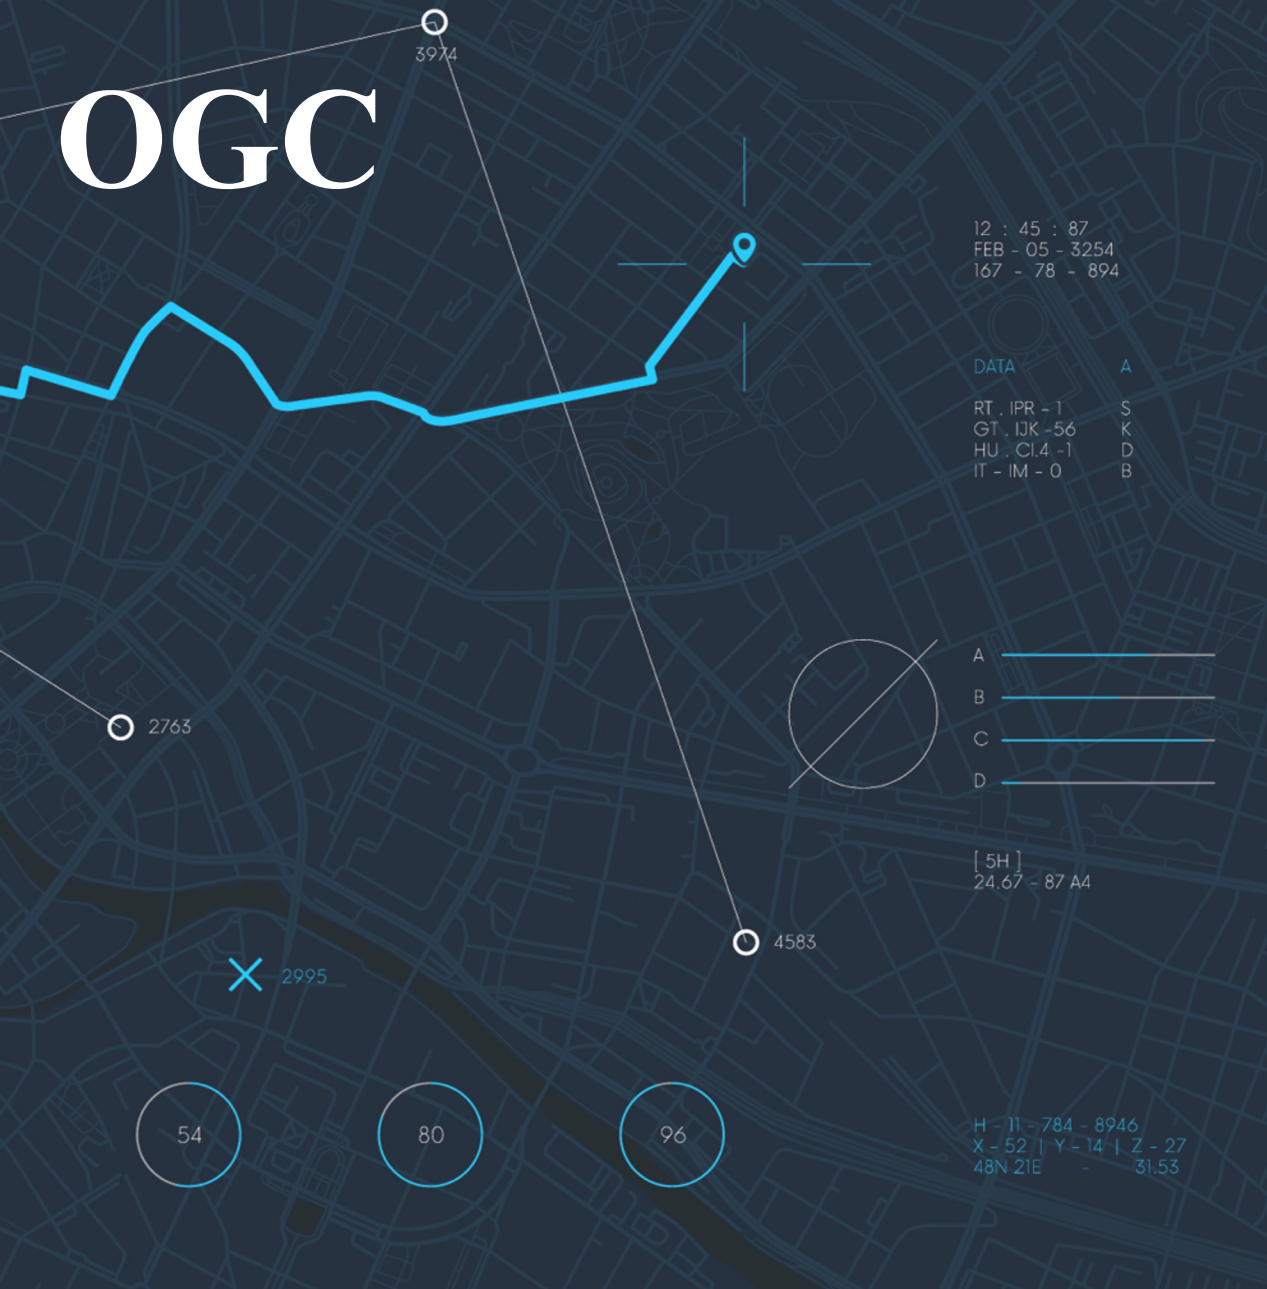 3974
OGC
12 : 45 : 87
FEB - 05 - 3254
167 - 78 - 894
DATA A
RT . IPR - 1 S
GT . IJK -56 K
HU . CI.4 -1 D
IT - IM - 0 B
A
B
C
D
2763
[ 5H ]
24.67 - 87 A4
4583
2995
54
80
96
H - 11 - 784 - 8946
X - 52 | Y - 14 | Z - 27
48N 21E - 31.53